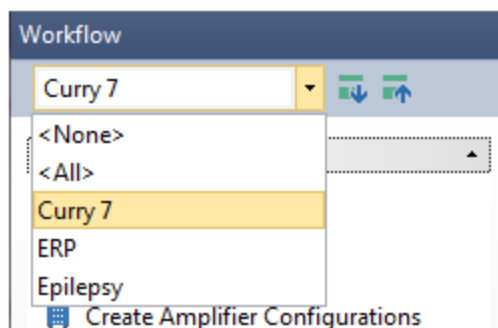 Workflow
Curry 7
<None>
<All>
Curry 7
ERP
Epilepsy
Create Amplifier Configurations